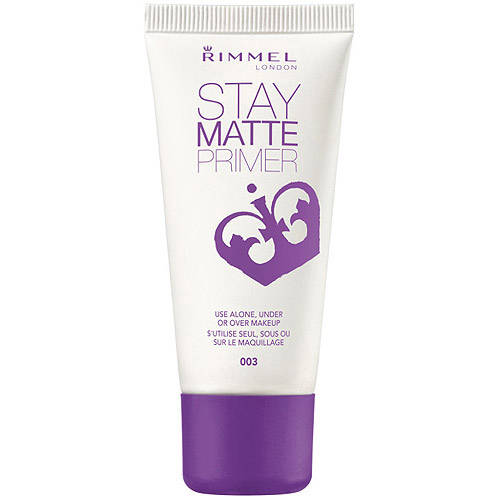 RIMMEL
LONDON
STAY
MATTE
PRIMER
USE ALONE, UNDER
OR OVER MAKEUP
S'UTILISE SEUL, SOUS OU
SUR LE MAQUILLAGE
003